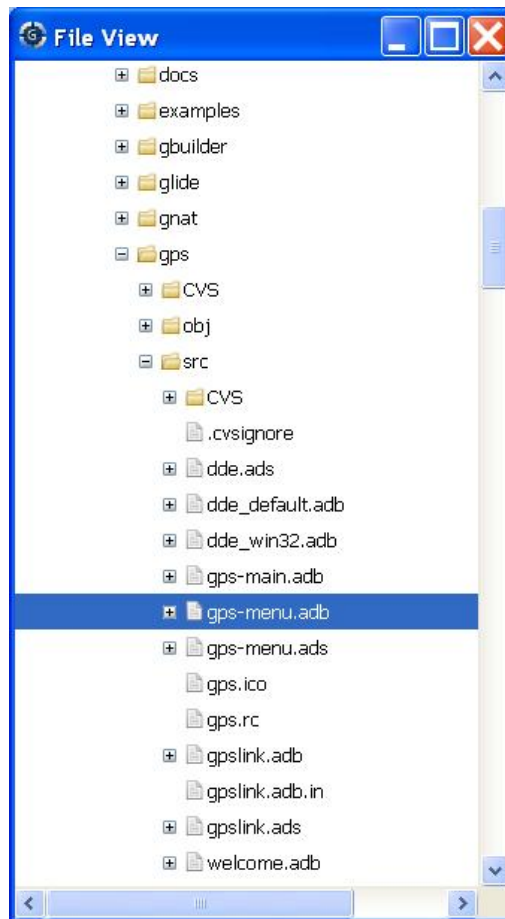 File View
docs
examples
gbuilder
glide
gnat
gps
CVS
obj
src
CVS
.cvsignore
dde.ads
dde_default.adb
dde_win32.adb
gps-main.adb
gps-menu.adb
gps-menu.ads
gps.ico
gps.rc
gpslink.adb
gpslink.adb.in
gpslink.ads
welcome.adb